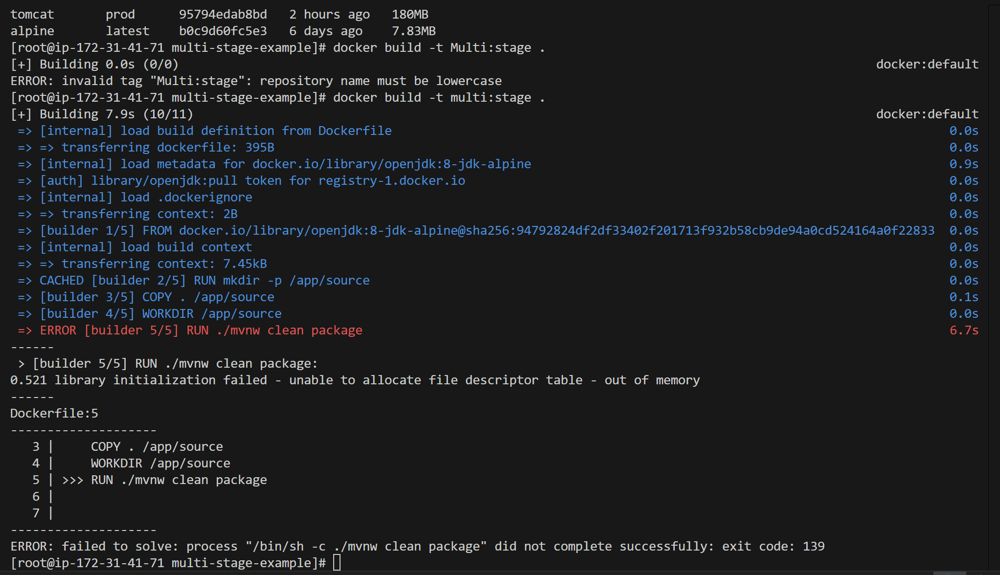 tomcat       prod      95794edab8bd   2 hours ago   180MB
alpine       latest    b0c9d60fc5e3   6 days ago    7.83MB
[root@ip-172-31-41-71 multi-stage-example]# docker build -t Multi:stage .
[+] Building 0.0s (0/0)                                                docker:default
ERROR: invalid tag "Multi:stage": repository name must be lowercase
[root@ip-172-31-41-71 multi-stage-example]# docker build -t multi:stage .
[+] Building 7.9s (10/11)                                              docker:default
 => [internal] load build definition from Dockerfile                   0.0s
 => => transferring dockerfile: 395B                                   0.0s
 => [internal] load metadata for docker.io/library/openjdk:8-jdk-alpine   0.9s
 => [auth] library/openjdk:pull token for registry-1.docker.io         0.0s
 => [internal] load .dockerignore                                      0.0s
 => => transferring context: 2B                                        0.0s
 => [builder 1/5] FROM docker.io/library/openjdk:8-jdk-alpine@sha256:94792824df2df33402f201713f932b58cb9de94a0cd524164a0f22833  0.0s
 => [internal] load build context                                      0.0s
 => => transferring context: 7.45kB                                    0.0s
 => CACHED [builder 2/5] RUN mkdir -p /app/source                      0.0s
 => [builder 3/5] COPY . /app/source                                   0.1s
 => [builder 4/5] WORKDIR /app/source                                  0.0s
 => ERROR [builder 5/5] RUN ./mvnw clean package                       6.7s
------
 > [builder 5/5] RUN ./mvnw clean package:
0.521 library initialization failed - unable to allocate file descriptor table - out of memory
------
Dockerfile:5
--------------------
   3 |     COPY . /app/source
   4 |     WORKDIR /app/source
   5 | >>> RUN ./mvnw clean package
   6 |
   7 |
--------------------
ERROR: failed to solve: process "/bin/sh -c ./mvnw clean package" did not complete successfully: exit code: 139
[root@ip-172-31-41-71 multi-stage-example]#